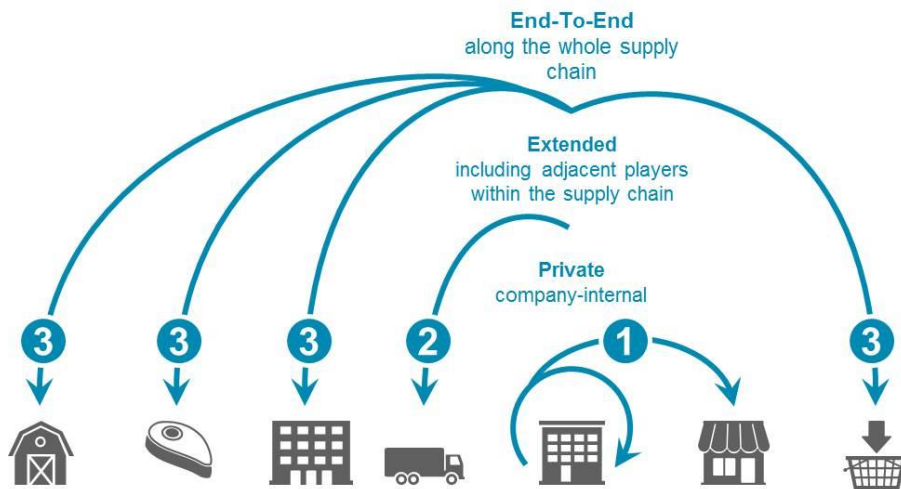 End-To-End
along the whole supply
chain
Extended
including adjacent players
within the supply chain
Private
company-internal
3
3
3
2
1
3